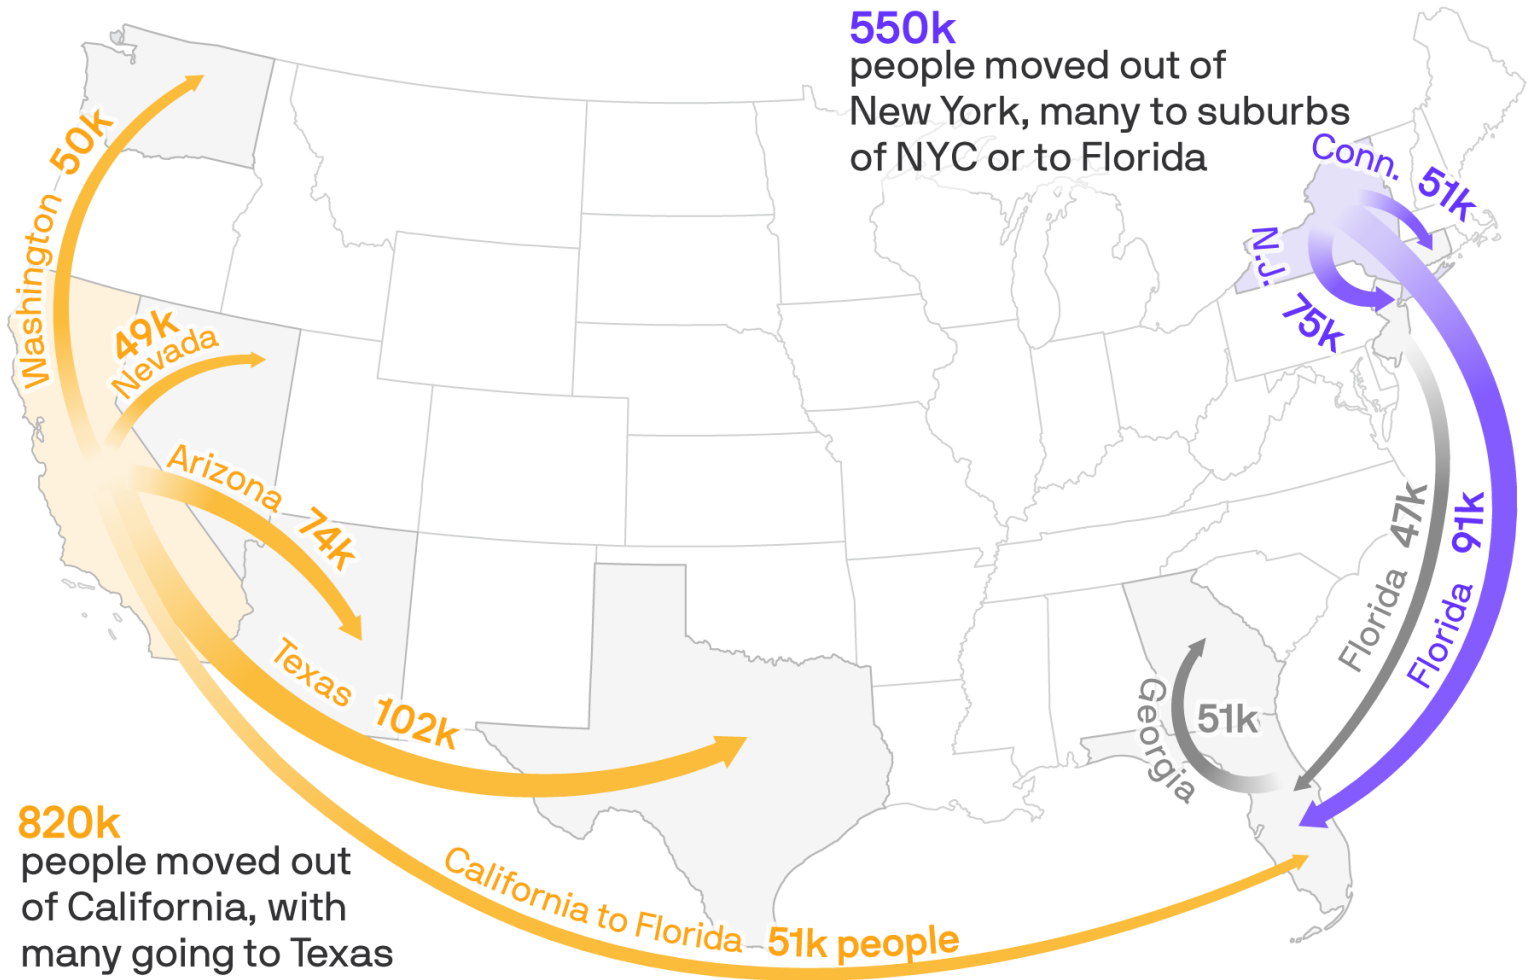 550k
people moved out of
New York, many to suburbs
of NYC or to Florida
Conn. 51k
N.J. 75k
Washington 50k
49k
Nevada
Arizona 74k
Texas 102k
Florida 47k
Florida 91k
Georgia
51k
820k
people moved out
of California, with
many going to Texas
California to Florida 51k people